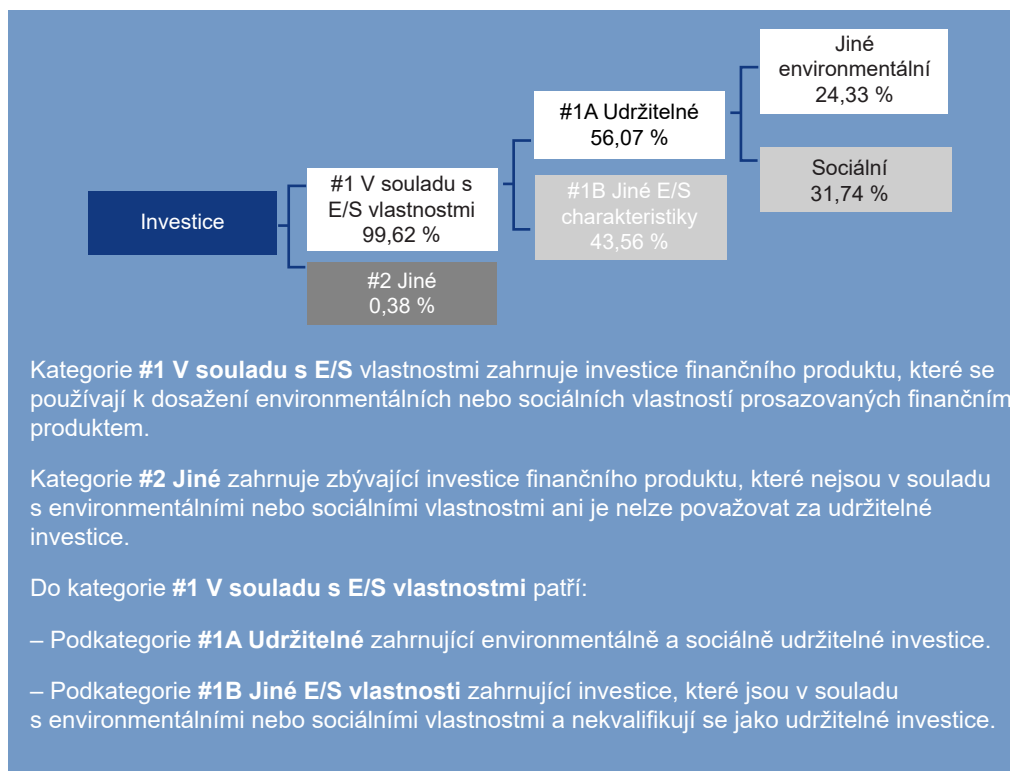 Jiné
environmentální
24,33 %
#1A Udržitelné
56,07 %
Sociální
31,74 %
#1 V souladu s
E/S vlastnostmi
99,62 %
#1B Jiné E/S
charakteristiky
43,56 %
Investice
#2 Jiné
0,38 %
Kategorie #1 V souladu s E/S vlastnostmi zahrnuje investice finančního produktu, které se
používají k dosažení environmentálních nebo sociálních vlastností prosazovaných finančním
produktem.
Kategorie #2 Jiné zahrnuje zbývající investice finančního produktu, které nejsou v souladu
s environmentálními nebo sociálními vlastnostmi ani je nelze považovat za udržitelné
investice.
Do kategorie #1 V souladu s E/S vlastnostmi patří:
– Podkategorie #1A Udržitelné zahrnující environmentálně a sociálně udržitelné investice.
– Podkategorie #1B Jiné E/S vlastnosti zahrnující investice, které jsou v souladu
s environmentálními nebo sociálními vlastnostmi a nekvalifikují se jako udržitelné investice.